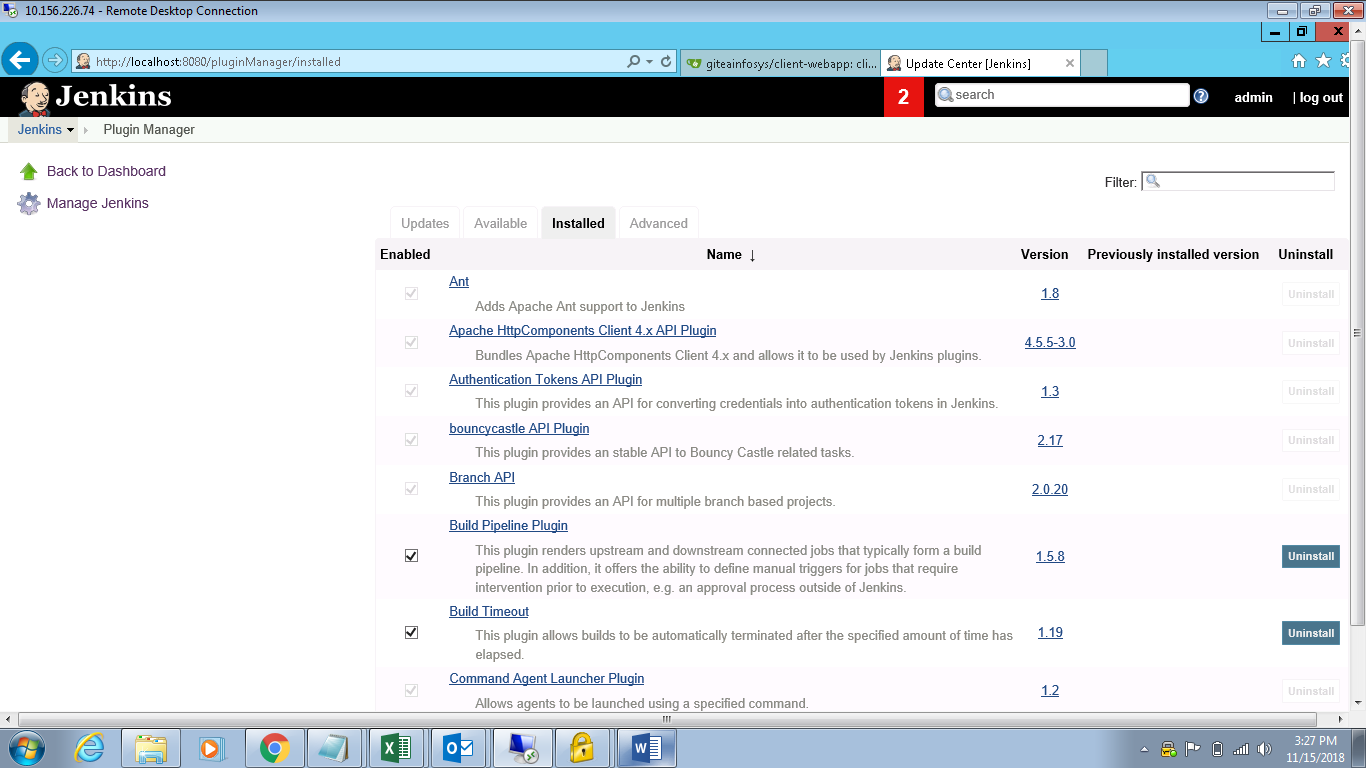 10.156.226.74 - Remote Desktop Connection
http://localhost:8080/pluginManager/installed
giteainfosys/client-webapp: cli...
Update Center [Jenkins]
Jenkins
2
search
admin
| log out
Jenkins
Plugin Manager
Back to Dashboard
Manage Jenkins
Filter:
Updates
Available
Installed
Advanced
Enabled
Name ↓
Version
Previously installed version
Uninstall
Ant
Adds Apache Ant support to Jenkins
1.8
Uninstall
Apache HttpComponents Client 4.x API Plugin
Bundles Apache HttpComponents Client 4.x and allows it to be used by Jenkins plugins.
4.5.5-3.0
Uninstall
Authentication Tokens API Plugin
This plugin provides an API for converting credentials into authentication tokens in Jenkins.
1.3
Uninstall
bouncycastle API Plugin
This plugin provides an stable API to Bouncy Castle related tasks.
2.17
Uninstall
Branch API
This plugin provides an API for multiple branch based projects.
2.0.20
Uninstall
Build Pipeline Plugin
This plugin renders upstream and downstream connected jobs that typically form a build
pipeline. In addition, it offers the ability to define manual triggers for jobs that require
intervention prior to execution, e.g. an approval process outside of Jenkins.
1.5.8
Uninstall
Build Timeout
This plugin allows builds to be automatically terminated after the specified amount of time has
elapsed.
1.19
Uninstall
Command Agent Launcher Plugin
Allows agents to be launched using a specified command.
1.2
Uninstall
3:27 PM
11/15/2018